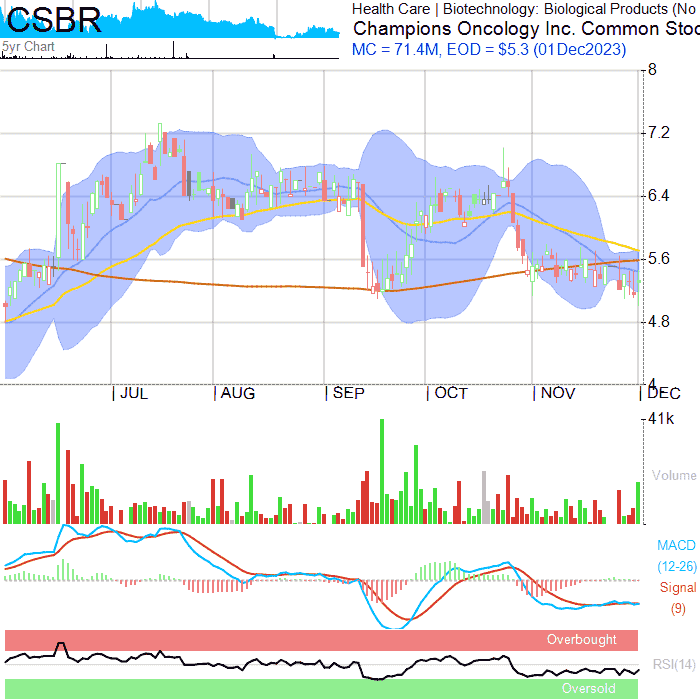 CSBR
Health Care | Biotechnology: Biological Products (No
Champions Oncology Inc. Common Stoc
5yr Chart
MC = 71.4M, EOD = $5.3 (01Dec2023)
8
7.2
6.4
5.6
4.8
4
JUL AUG SEP OCT NOV DEC
41k
Volume
MACD
(12-26)
Signal
(9)
Overbought
RSI(14)
Oversold